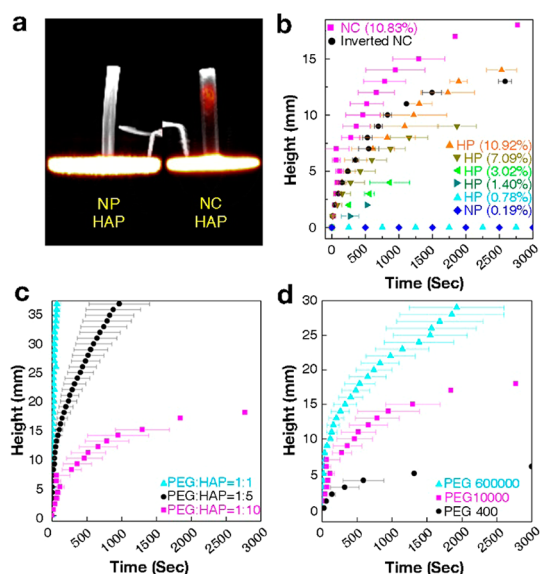 a
NP
HAP
NC
HAP
b
NC (10.83%)
Inverted NC
HP (10.92%)
HP (7.09%)
HP (3.02%)
HP (1.40%)
HP (0.78%)
NP (0.19%)
Height (mm)
15
10
5
0
0 500 1000 1500 2000 2500 3000
Time (Sec)
c
Height (mm)
35
30
25
20
15
10
5
0
PEG:HAP=1:1
PEG:HAP=1:5
PEG:HAP=1:10
0 500 1000 1500 2000 2500 3000
Time (Sec)
d
Height (mm)
30
25
20
15
10
5
0
PEG 600000
PEG10000
PEG 400
0 500 1000 1500 2000 2500 3000
Time (Sec)